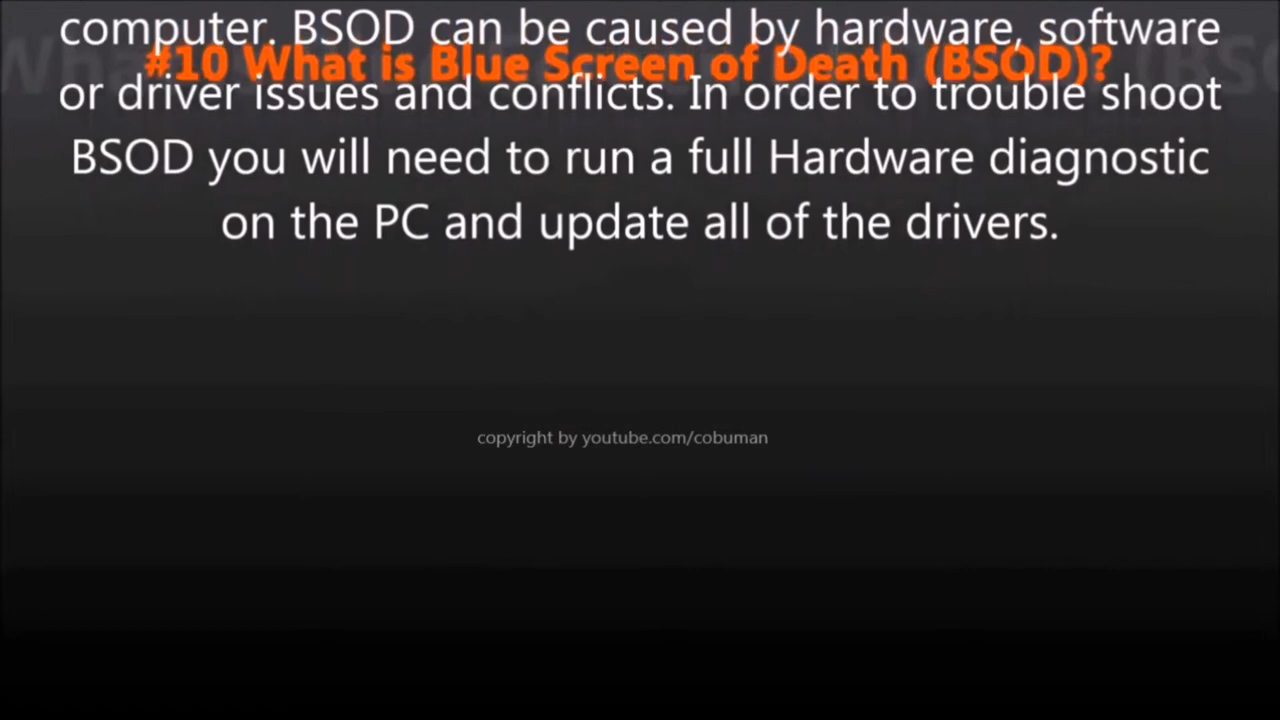 computer. BSOD can be caused by hardware, software
#10 What is Blue Screen of Death (BSOD)?
or driver issues and conflicts. In order to trouble shoot
BSOD you will need to run a full Hardware diagnostic
on the PC and update all of the drivers.
copyright by youtube.com/cobuman